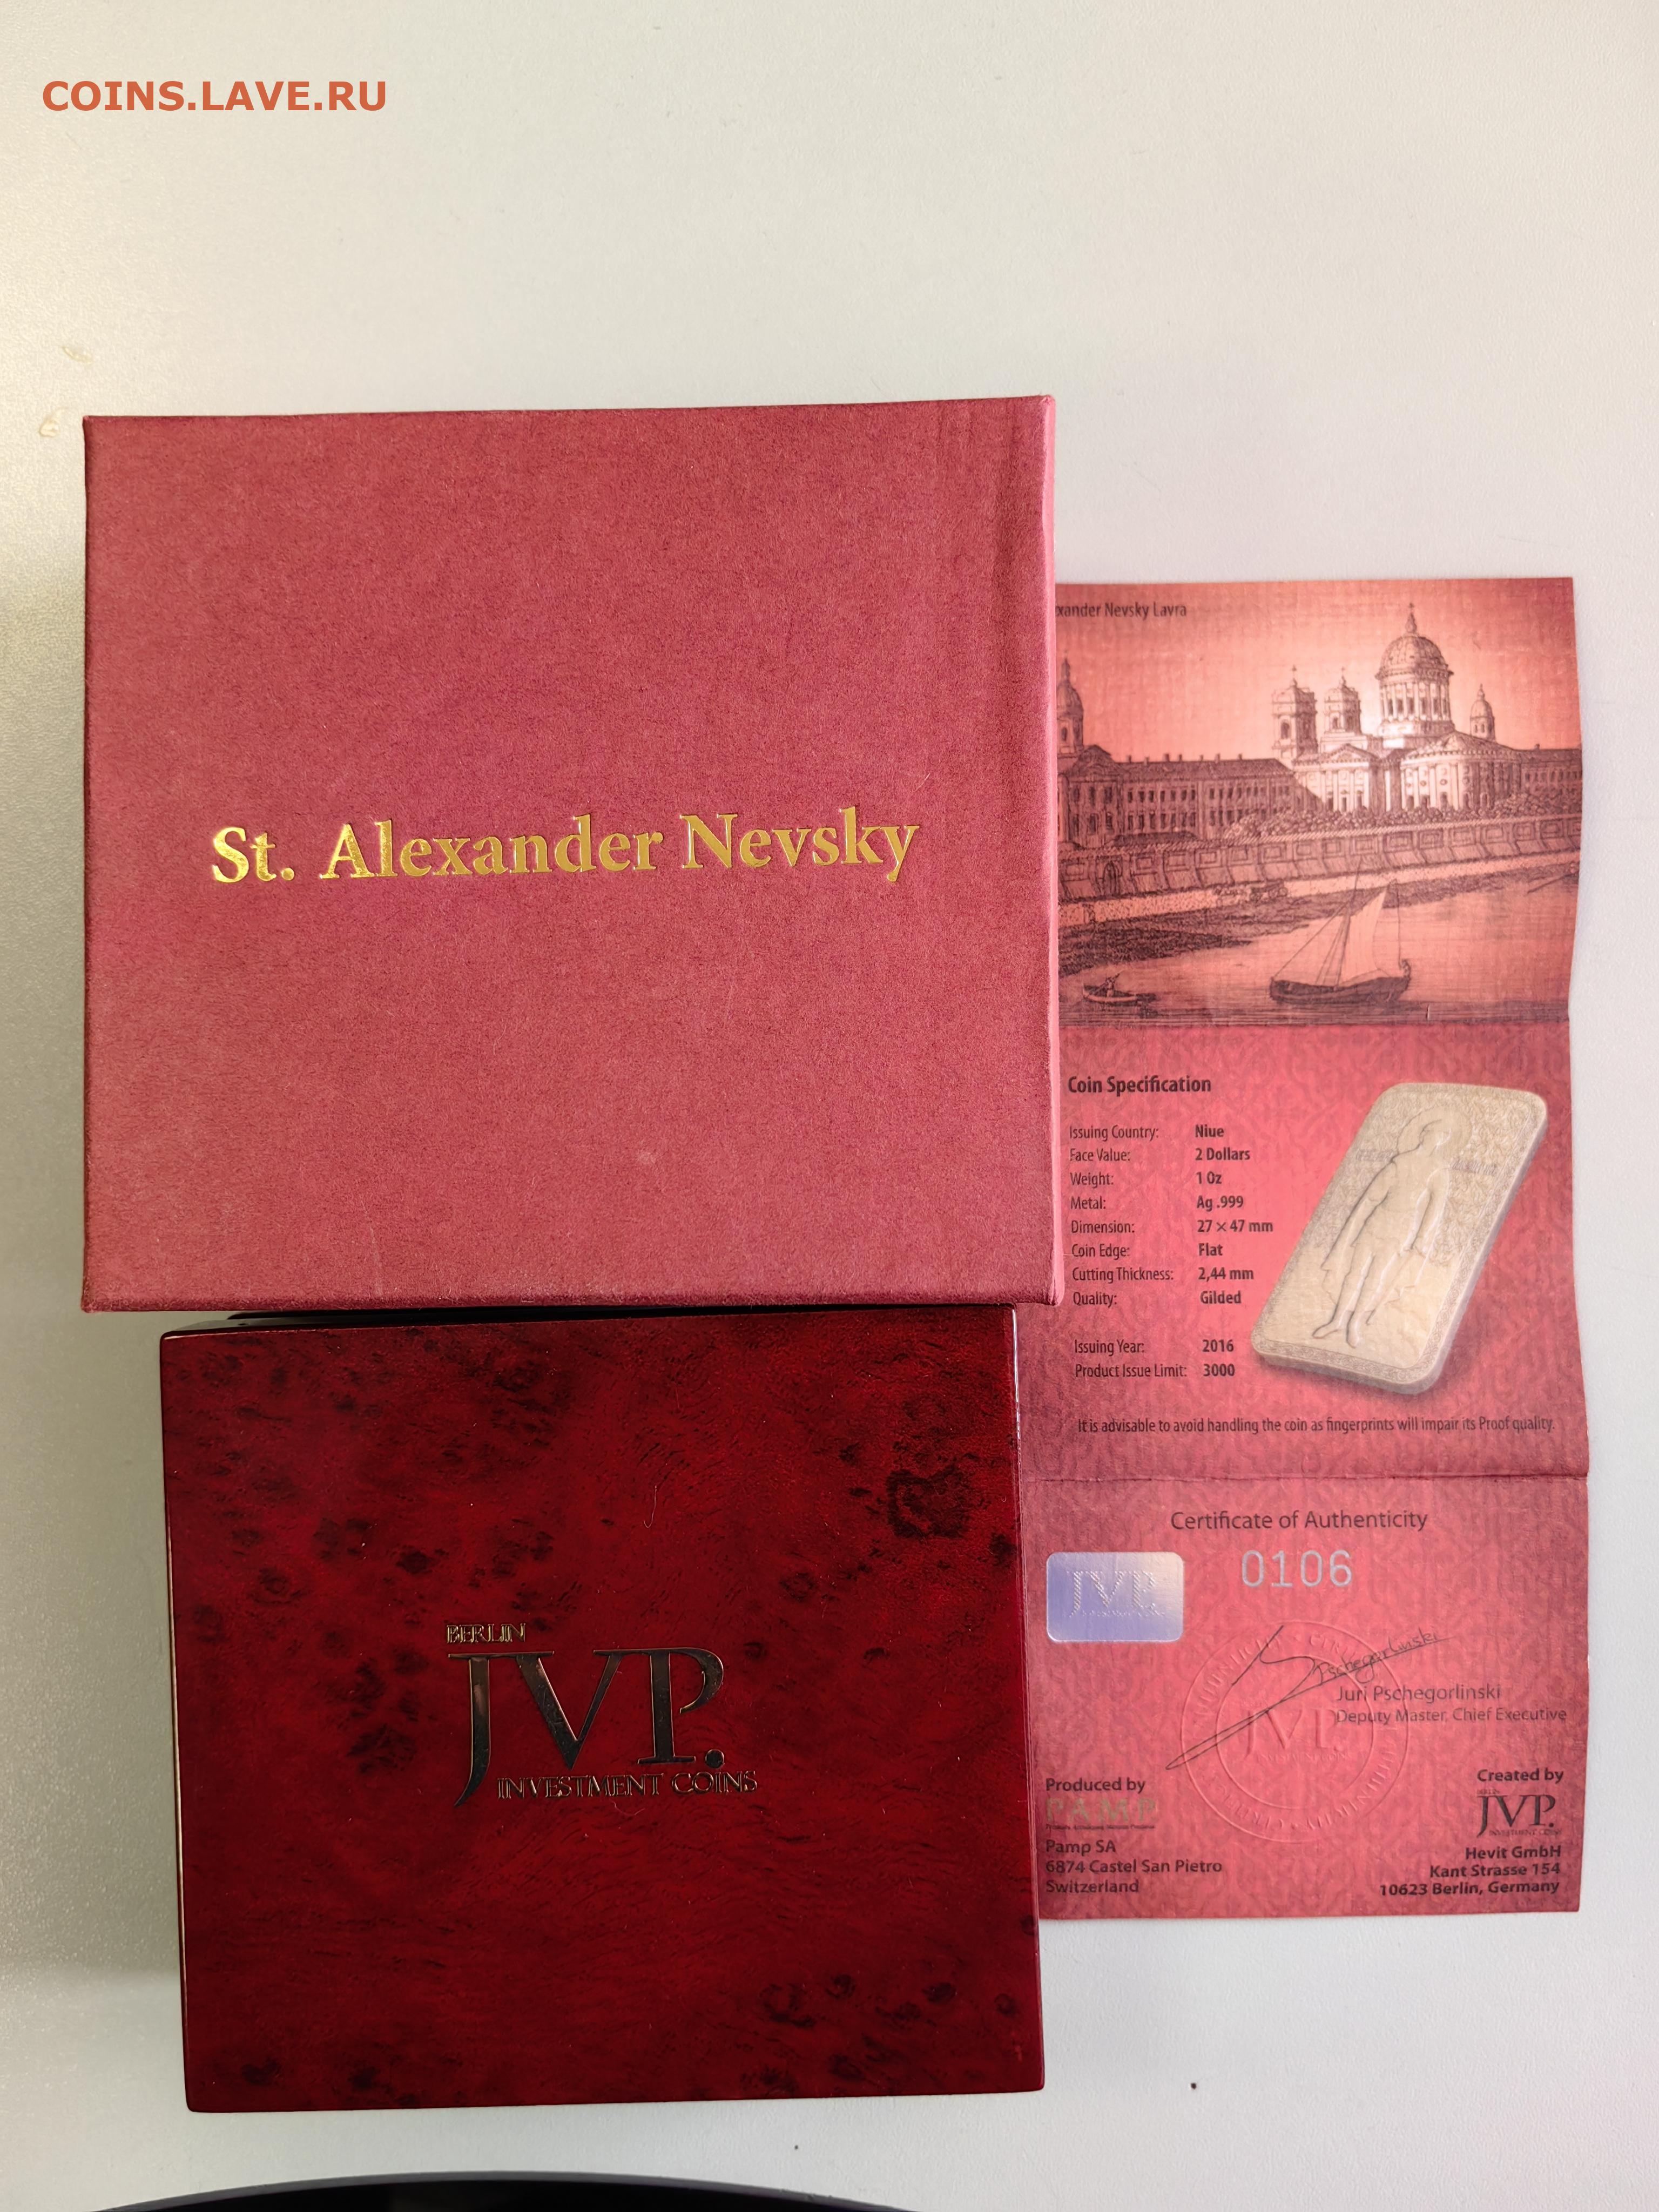 COINS.LAVE.RU
St. Alexander Nevsky
xander Nevsky Lavra
Coin Specification
Issuing Country: Niue
Face Value: 2 Dollars
Weight: 1 Oz
Metal: Ag .999
Dimension: 27 × 47 mm
Coin Edge: Flat
Cutting Thickness: 2,44 mm
Quality: Gilded
Issuing Year: 2016
Product Issue Limit: 3000
It is advisable to avoid handling the coin as fingerprints will impair its Proof quality.
Certificate of Authenticity
JVP.
0106
Pschegorlinski
Juri Pschegorlinski
Deputy Master, Chief Executive
JVP.
Produced by
PAMP
Pamp SA
6874 Castel San Pietro
Switzerland
Created by
JVP.
Hevit GmbH
Kant Strasse 154
10623 Berlin, Germany
BERLIN
JVP.
INVESTMENT COINS